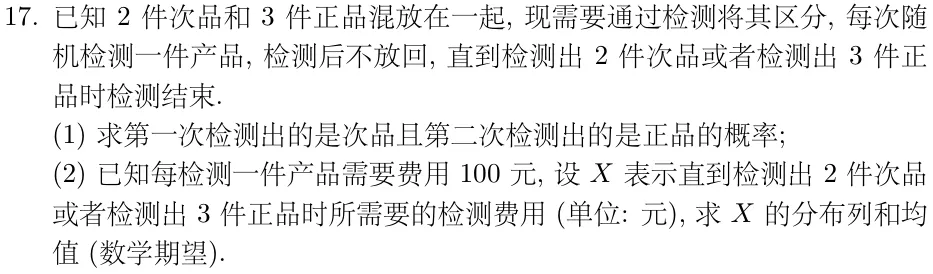 17. 已知 2 件次品和 3 件正品混放在一起, 现需要通过检测将其区分, 每次随
机检测一件产品, 检测后不放回, 直到检测出 2 件次品或者检测出 3 件正
品时检测结束.
(1) 求第一次检测出的是次品且第二次检测出的是正品的概率;
(2) 已知每检测一件产品需要费用 100 元, 设 X 表示直到检测出 2 件次品
或者检测出 3 件正品时所需要的检测费用 (单位: 元), 求 X 的分布列和均
值 (数学期望).